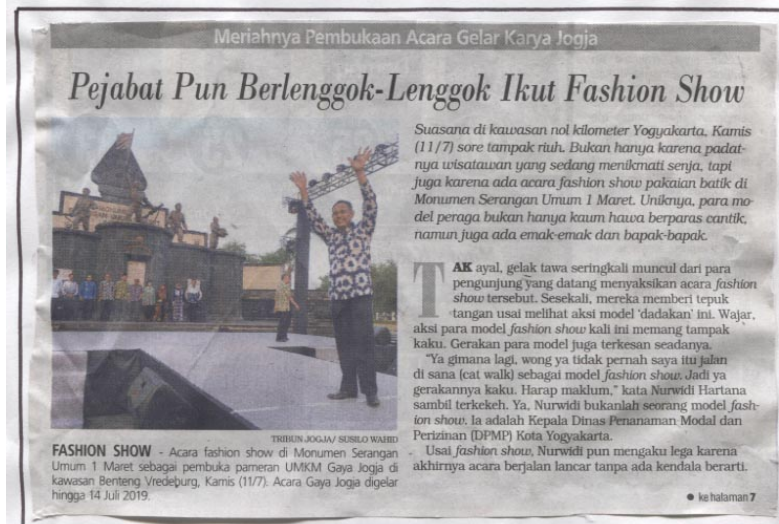 Meriahnya Pembukaan Acara Gelar Karya Jogja
Pejabat Pun Berlenggok-Lenggok Ikut Fashion Show
Suasana di kawasan nol kilometer Yogyakarta, Kamis
(11/7) sore tampak riuh. Bukan hanya karena padat-
nya wisatawan yang sedang menikmati senja, tapi
juga karena ada acara fashion show pakaian batik di
Monumen Serangan Umum 1 Maret. Uniknya, para mo-
del peraga bukan hanya kaum hawa berparas cantik,
namun juga ada emak-emak dan bapak-bapak.
TAK ayal, gelak tawa seringkali muncul dari para
pengunjung yang datang menyaksikan acara fashion
show tersebut. Sesekali, mereka memberi tepuk
tangan usai melihat aksi model 'dadakan' ini. Wajar,
aksi para model fashion show kali ini memang tampak
kaku. Gerakan para model juga terkesan seadanya.
"Ya gimana lagi, wong ya tidak pernah saya itu jalan
di sana (cat walk) sebagai model fashion show. Jadi ya
gerakannya kaku. Harap maklum," kata Nurwidi Hartana
sambil terkekeh. Ya, Nurwidi bukanlah seorang model fash-
ion show. Ia adalah Kepala Dinas Penanaman Modal dan
Perizinan (DPMP) Kota Yogyakarta.
Usai fashion show, Nurwidi pun mengaku lega karena
akhirnya acara berjalan lancar tanpa ada kendala berarti.
● ke halaman 7
TRIBUN JOGJA/ SUSILO WAHID
FASHION SHOW - Acara fashion show di Monumen Serangan
Umum 1 Maret sebagai pembuka pameran UMKM Gaya Jogja di
kawasan Benteng Vredeburg, Kamis (11/7). Acara Gaya Jogja digelar
hingga 14 Juli 2019.